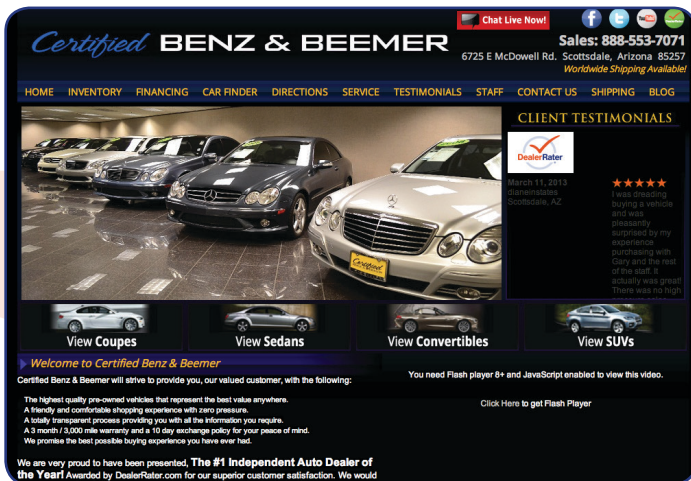 Chat Live Now!
Certified BENZ & BEEMER
Sales: 888-553-7071
6725 E McDowell Rd. Scottsdale, Arizona 85257
Worldwide Shipping Available!
HOME INVENTORY FINANCING CAR FINDER DIRECTIONS SERVICE TESTIMONIALS STAFF CONTACT US SHIPPING BLOG
CLIENT TESTIMONIALS
DealerRater
March 11, 2013
dianeinstates
Scottsdale, AZ
I was dreading
buying a vehicle
and was
pleasantly
surprised by my
experience
purchasing with
Gary and the rest
of the staff. It
actually was great!
There was no high
Certified
View Coupes
View Sedans
View Convertibles
View SUVs
Welcome to Certified Benz & Beemer
Certified Benz & Beemer will strive to provide you, our valued customer, with the following:
The highest quality pre-owned vehicles that represent the best value anywhere.
A friendly and comfortable shopping experience with zero pressure.
A totally transparent process providing you with all the information you require.
A 3 month / 3,000 mile warranty and a 10 day exchange policy for your peace of mind.
We promise the best possible buying experience you have ever had.
We are very proud to have been presented, The #1 Independent Auto Dealer of
the Year! Awarded by DealerRater.com for our superior customer satisfaction. We would
You need Flash player 8+ and JavaScript enabled to view this video.
Click Here to get Flash Player